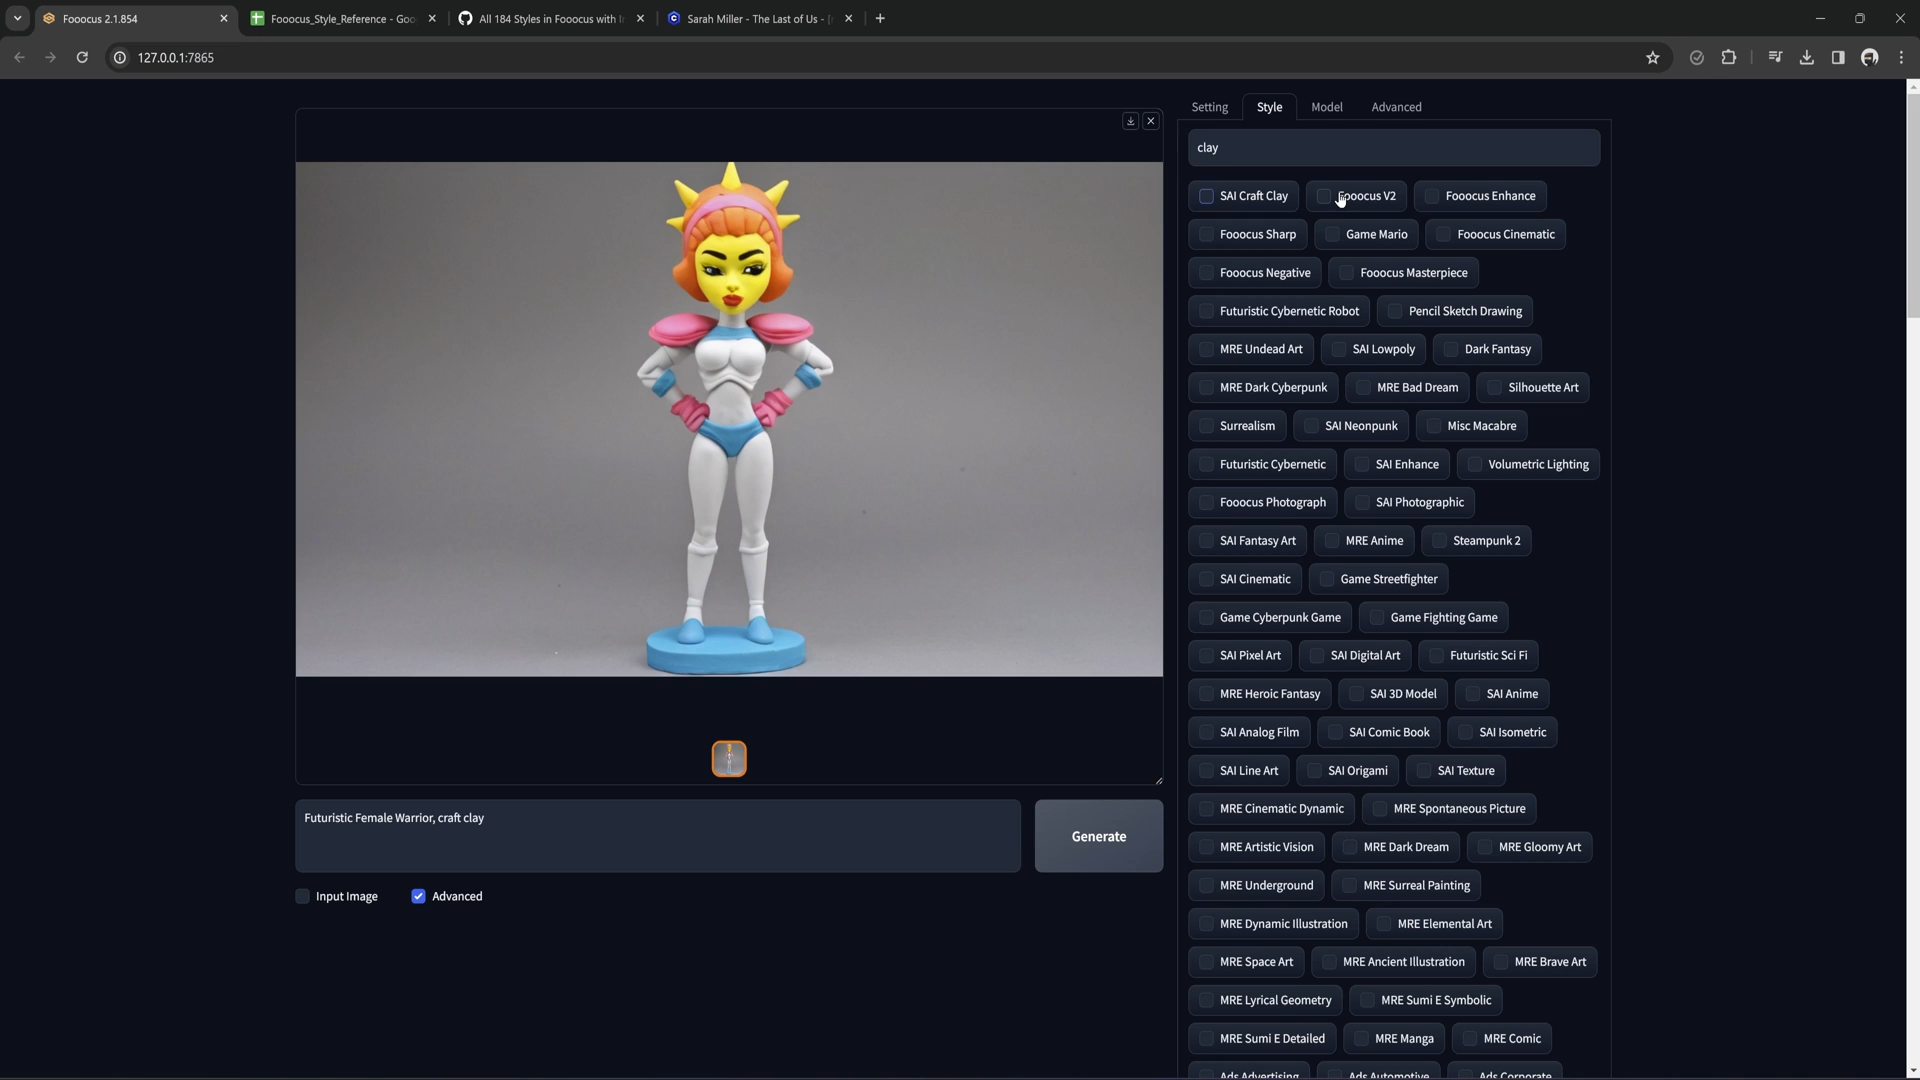 Fooocus 2.1.854
Fooocus_Style_Reference - Goo
All 184 Styles in Fooocus with I
Sarah Miller - The Last of Us - [
127.0.0.1:7865
Setting
Style
Model
Advanced
clay
SAI Craft Clay
Fooocus V2
Fooocus Enhance
Fooocus Sharp
Game Mario
Fooocus Cinematic
Fooocus Negative
Fooocus Masterpiece
Futuristic Cybernetic Robot
Pencil Sketch Drawing
MRE Undead Art
SAI Lowpoly
Dark Fantasy
MRE Dark Cyberpunk
MRE Bad Dream
Silhouette Art
Surrealism
SAI Neonpunk
Misc Macabre
Futuristic Cybernetic
SAI Enhance
Volumetric Lighting
Fooocus Photograph
SAI Photographic
SAI Fantasy Art
MRE Anime
Steampunk 2
SAI Cinematic
Game Streetfighter
Game Cyberpunk Game
Game Fighting Game
SAI Pixel Art
SAI Digital Art
Futuristic Sci Fi
MRE Heroic Fantasy
SAI 3D Model
SAI Anime
SAI Analog Film
SAI Comic Book
SAI Isometric
SAI Line Art
SAI Origami
SAI Texture
MRE Cinematic Dynamic
MRE Spontaneous Picture
MRE Artistic Vision
MRE Dark Dream
MRE Gloomy Art
MRE Underground
MRE Surreal Painting
MRE Dynamic Illustration
MRE Elemental Art
MRE Space Art
MRE Ancient Illustration
MRE Brave Art
MRE Lyrical Geometry
MRE Sumi E Symbolic
MRE Sumi E Detailed
MRE Manga
MRE Comic
Ads Advertising
Ads Automotive
Ads Corporate
Futuristic Female Warrior, craft clay
Generate
Input Image
Advanced